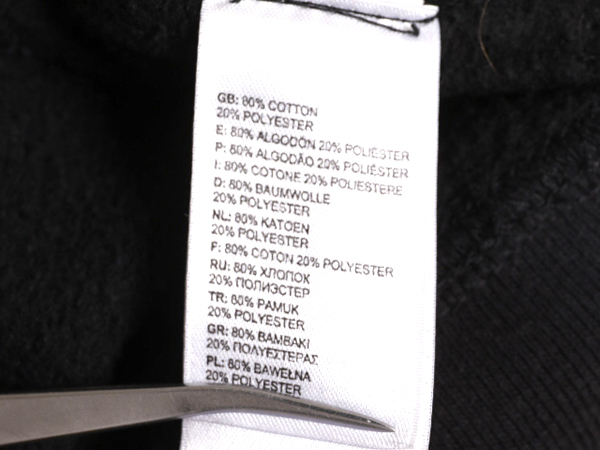 GB: 80% COTTON
20% POLYESTER
E: 80% ALGODÓN 20% POLIÉSTER
P: 80% ALGODÃO 20% POLIÉSTER
I: 80% COTONE 20% POLIESTERE
D: 80% BAUMWOLLE
20% POLYESTER
NL: 80% KATOEN
20% POLYESTER
F: 80% COTON 20% POLYESTER
RU: 80% ХЛОПОК
20% ПОЛИЭСТЕР
TR: 80% PAMUK
20% POLYESTER
GR: 80% ΒΑΜΒΑΚΙ
20% ΠΟΛΥΕΣΤΕΡΑΣ
PL: 80% BAWEŁNA
20% POLYESTER